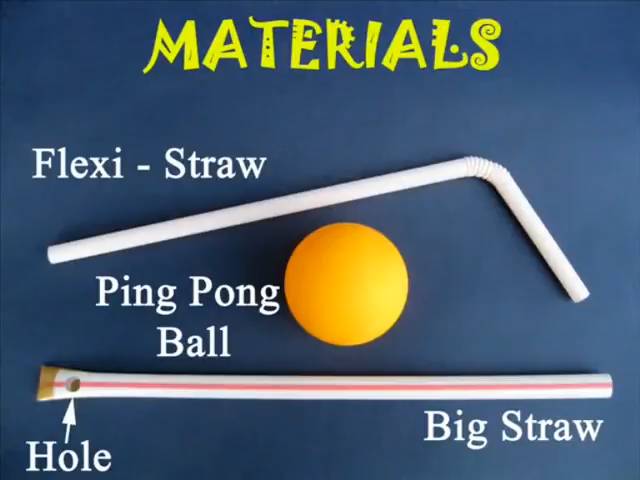 MATERIALS
Flexi - Straw
Ping Pong
Ball
Big Straw
Hole